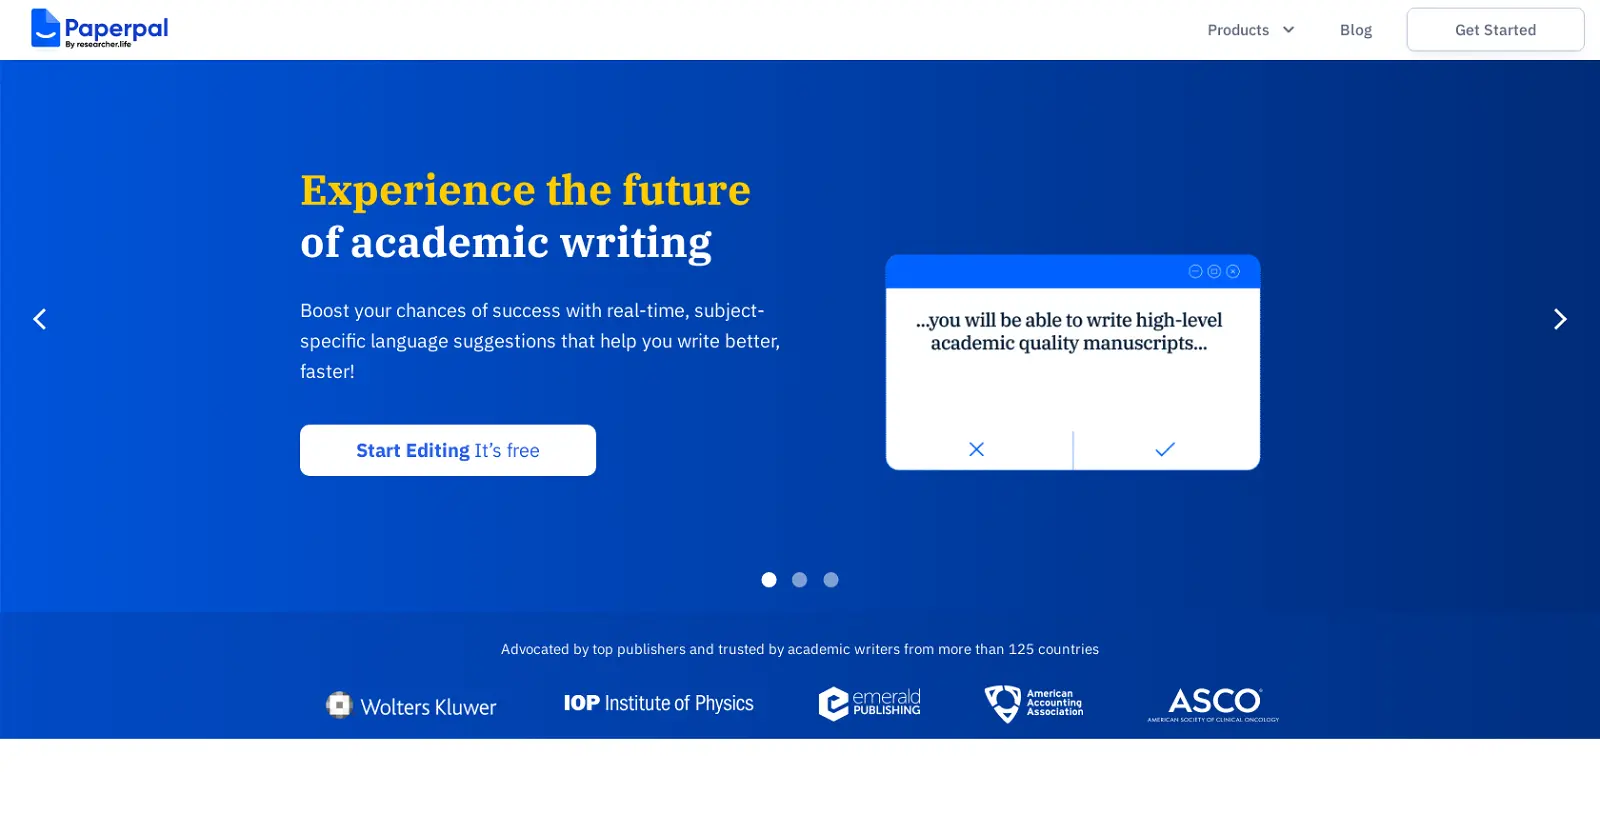 Paperpal
By researcher.life
Products
Blog
Get Started
Experience the future
of academic writing
Boost your chances of success with real-time, subject-
specific language suggestions that help you write better,
faster!
Start Editing It’s free
...you will be able to write high-level
academic quality manuscripts...
Advocated by top publishers and trusted by academic writers from more than 125 countries
Wolters Kluwer
IOP Institute of Physics
emerald
PUBLISHING
American
Accounting
Association
ASCO®
AMERICAN SOCIETY OF CLINICAL ONCOLOGY